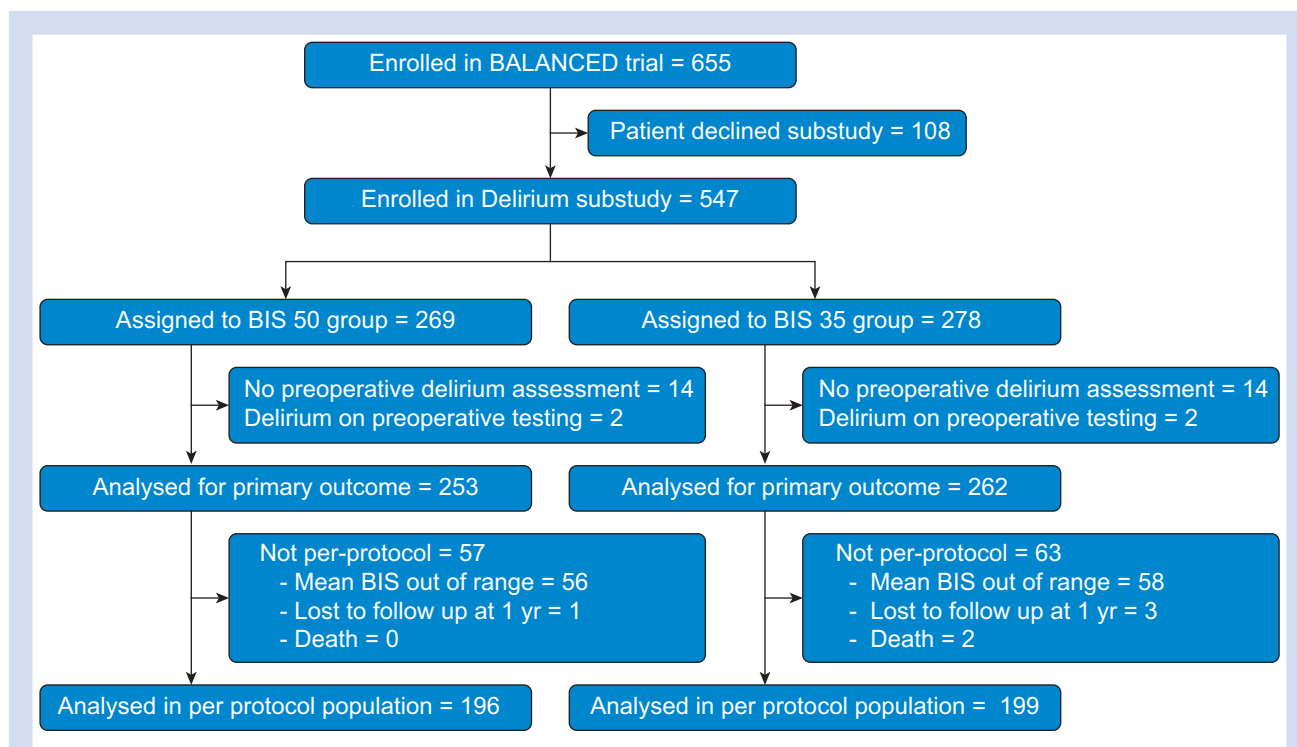 Enrolled in BALANCED trial = 655
Patient declined substudy = 108
Enrolled in Delirium substudy = 547
Assigned to BIS 50 group = 269
Assigned to BIS 35 group = 278
No preoperative delirium assessment = 14
Delirium on preoperative testing = 2
No preoperative delirium assessment = 14
Delirium on preoperative testing = 2
Analysed for primary outcome = 253
Analysed for primary outcome = 262
Not per-protocol = 57
- Mean BIS out of range = 56
- Lost to follow up at 1 yr = 1
- Death = 0
Not per-protocol = 63
- Mean BIS out of range = 58
- Lost to follow up at 1 yr = 3
- Death = 2
Analysed in per protocol population = 196
Analysed in per protocol population = 199